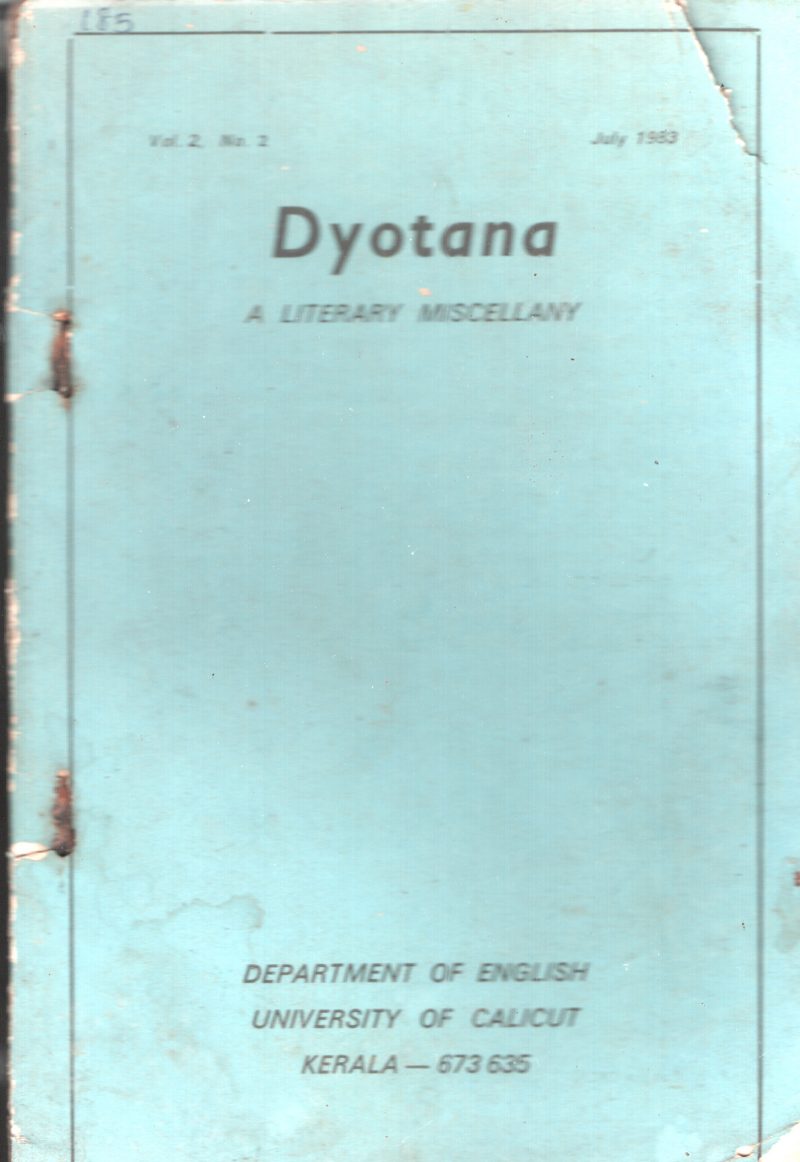 185
Vol. 2, No. 2
July 1983
Dyotana
A LITERARY MISCELLANY
DEPARTMENT OF ENGLISH
UNIVERSITY OF CALICUT
KERALA — 673 635